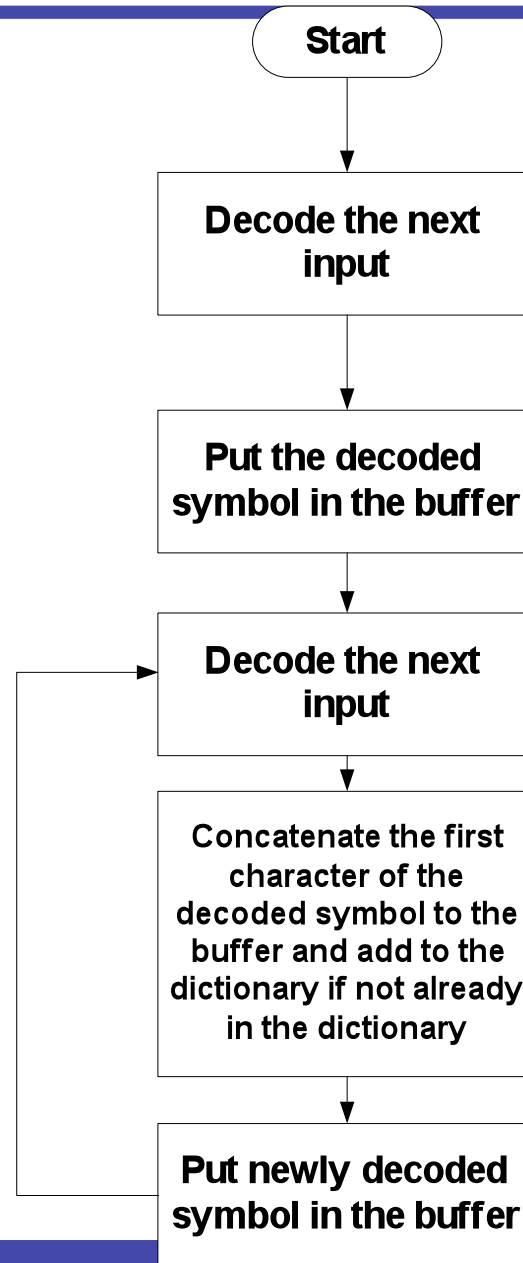 Start
Decode the next
input
Put the decoded
symbol in the buffer
Decode the next
input
Concatenate the first
character of the
decoded symbol to the
buffer and add to the
dictionary if not already
in the dictionary
Put newly decoded
symbol in the buffer